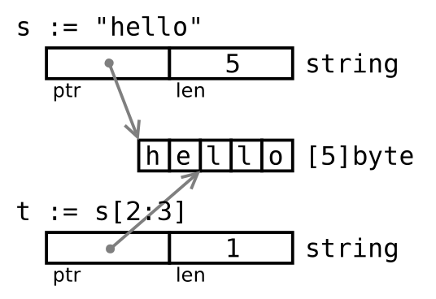 s := "hello"
5 string
ptr len
h e l l o [5]byte
t := s[2:3]
1 string
ptr len